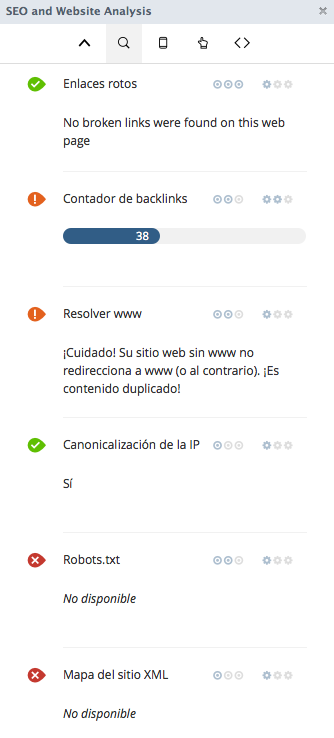 SEO and Website Analysis
Enlaces rotos
No broken links were found on this web
page
Contador de backlinks
38
Resolver www
¡Cuidado! Su sitio web sin www no
redirecciona a www (o al contrario). ¡Es
contenido duplicado!
Canonicalización de la IP
Sí
Robots.txt
No disponible
Mapa del sitio XML
No disponible